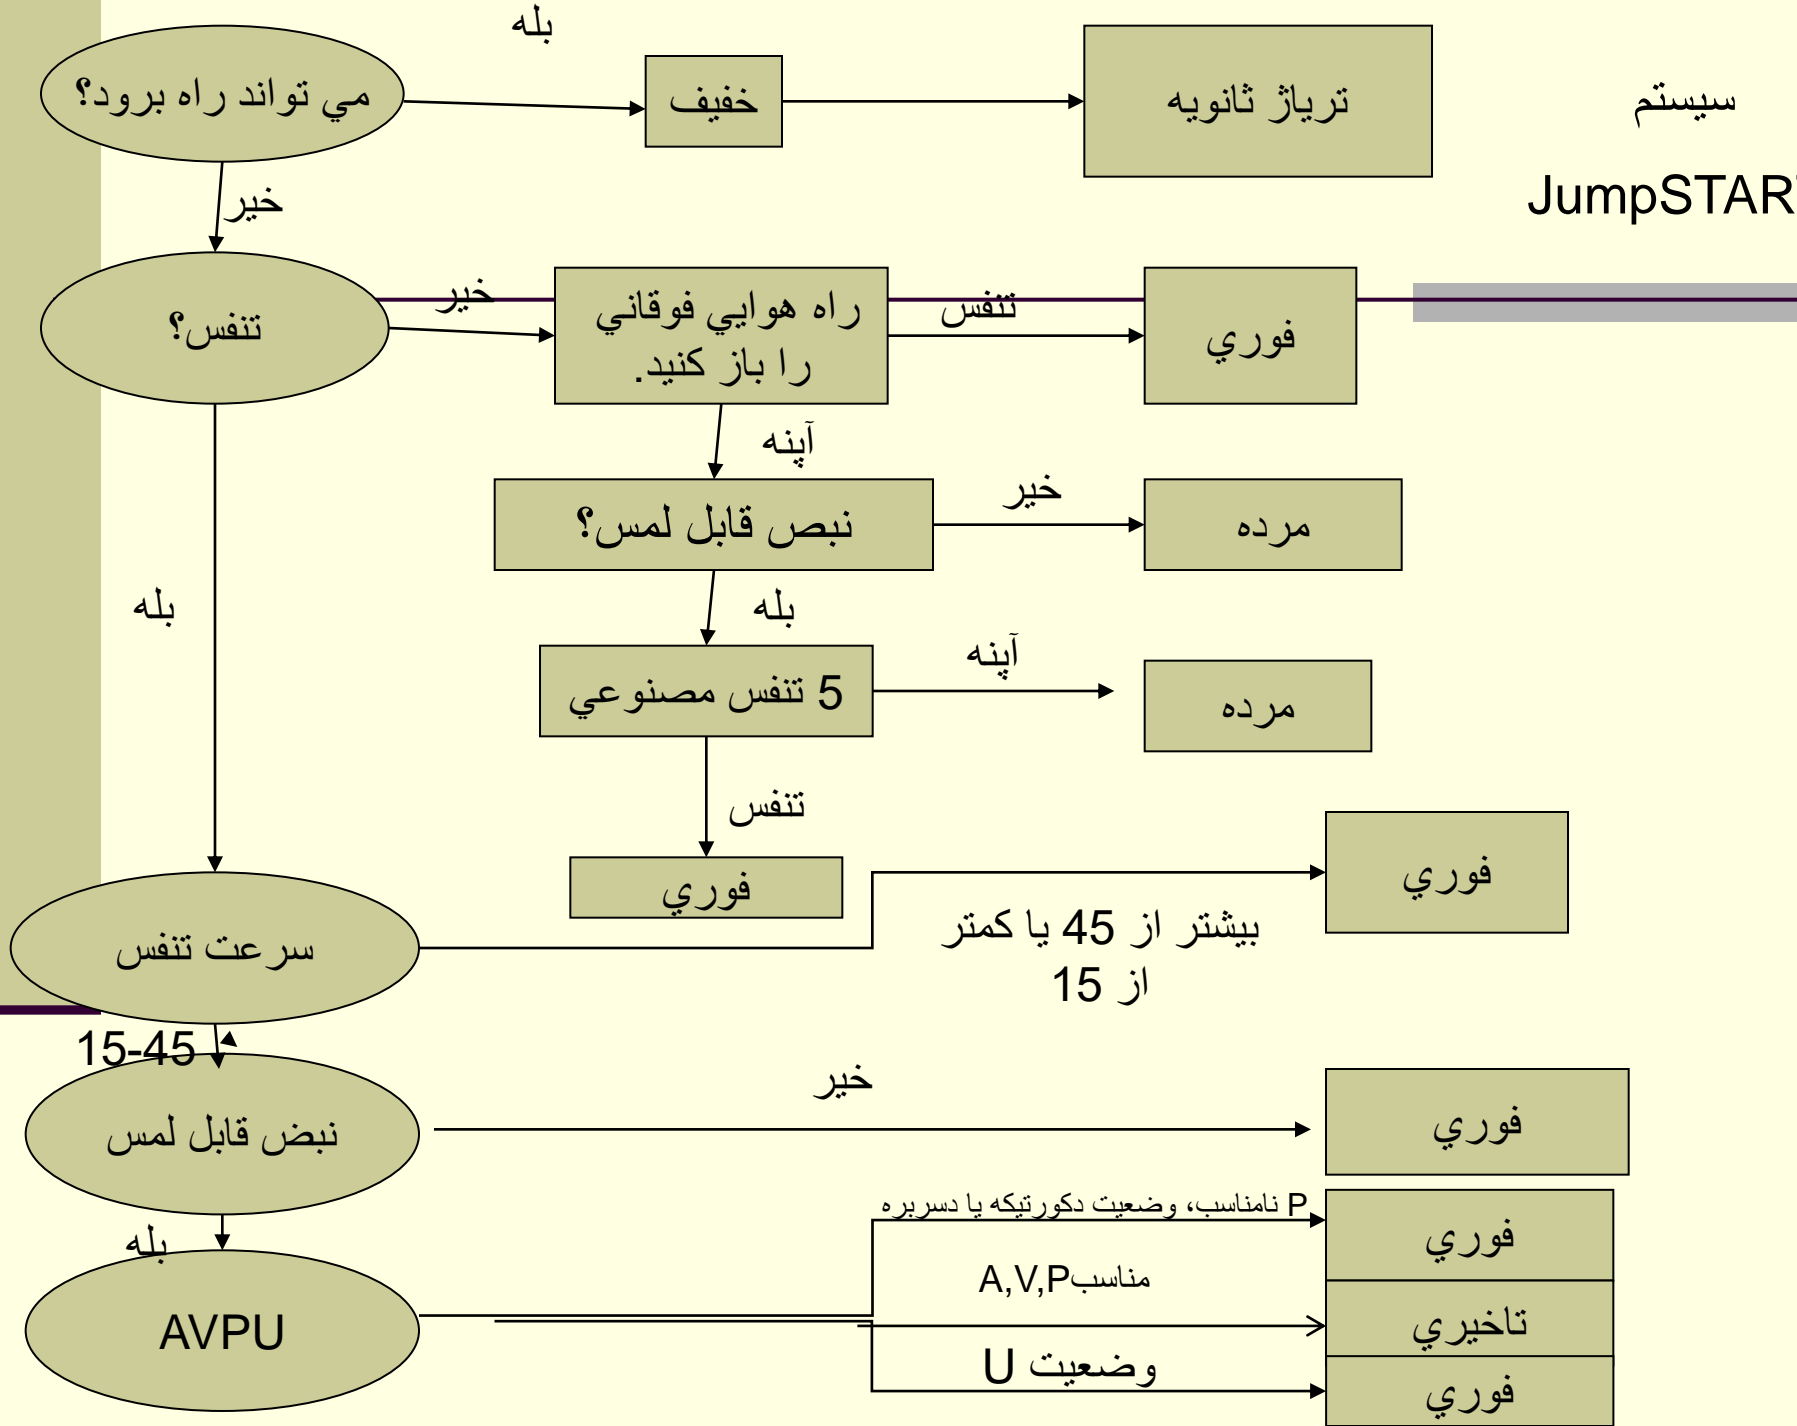 بله
مي تواند راه برود؟
خفيف
ترياژ ثانويه
سيستم
JumpSTAR
خير
تنفس؟
خير
راه هوايي فوقاني
را باز كنيد.
تنفس
فوري
آپنه
نبص قابل لمس؟
خير
مرده
بله
بله
5 تنفس مصنوعي
آپنه
مرده
تنفس
فوري
فوري
سرعت تنفس
بيشتر از 45 يا كمتر
از 15
15-45
نبض قابل لمس
خير
فوري
بله
P نامناسب، وضعيت دكورتيكه يا دسربره
فوري
AVPU
A,V,Pمناسب
تاخيري
وضعيت U
فوري